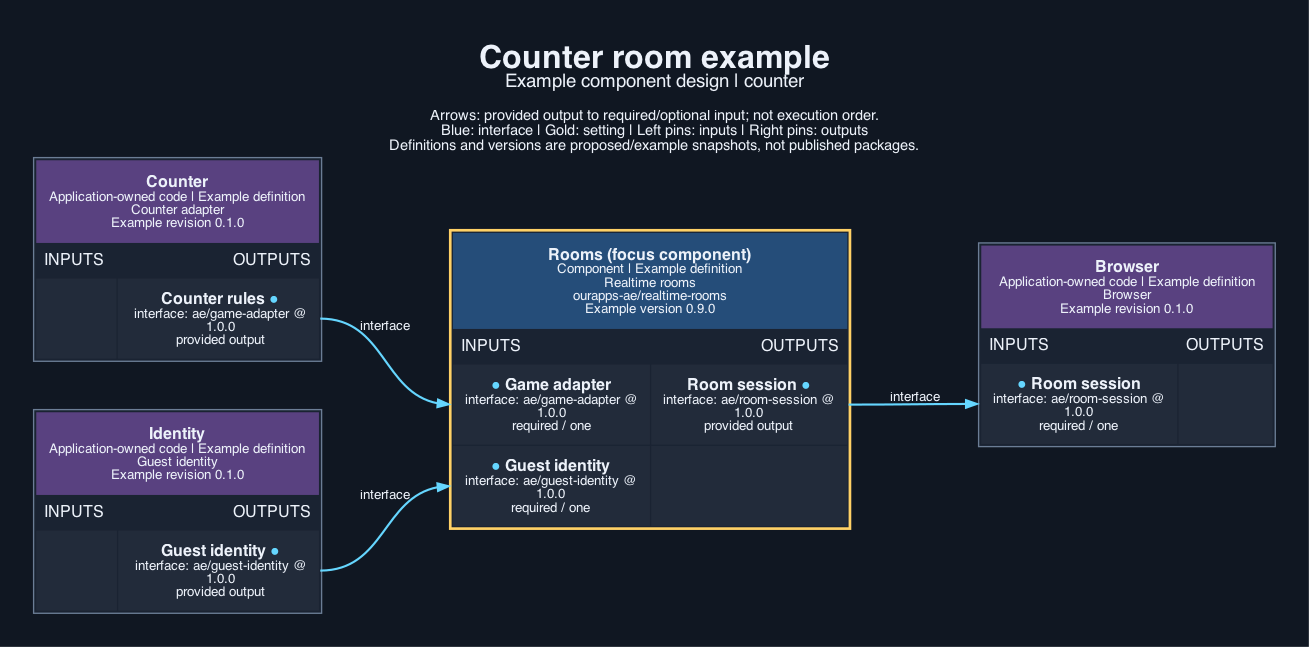 Counter room example
Example component design | counter
Arrows: provided output to required/optional input; not execution order.
Blue: interface | Gold: setting | Left pins: inputs | Right pins: outputs
Definitions and versions are proposed/example snapshots, not published packages.
Counter
Application-owned code | Example definition
Counter adapter
Example revision 0.1.0
INPUTS OUTPUTS
Counter rules
interface: ae/game-adapter @
1.0.0
provided output
interface
Identity
Application-owned code | Example definition
Guest identity
Example revision 0.1.0
INPUTS OUTPUTS
Guest identity
interface: ae/guest-identity @
1.0.0
provided output
interface
Rooms (focus component)
Component | Example definition
Realtime rooms
ourapps-ae/realtime-rooms
Example version 0.9.0
INPUTS OUTPUTS
Game adapter
interface: ae/game-adapter @
1.0.0
required / one
Room session
interface: ae/room-session @
1.0.0
provided output
Guest identity
interface: ae/guest-identity @
1.0.0
required / one
interface
Browser
Application-owned code | Example definition
Browser
Example revision 0.1.0
INPUTS OUTPUTS
Room session
interface: ae/room-session @
1.0.0
required / one